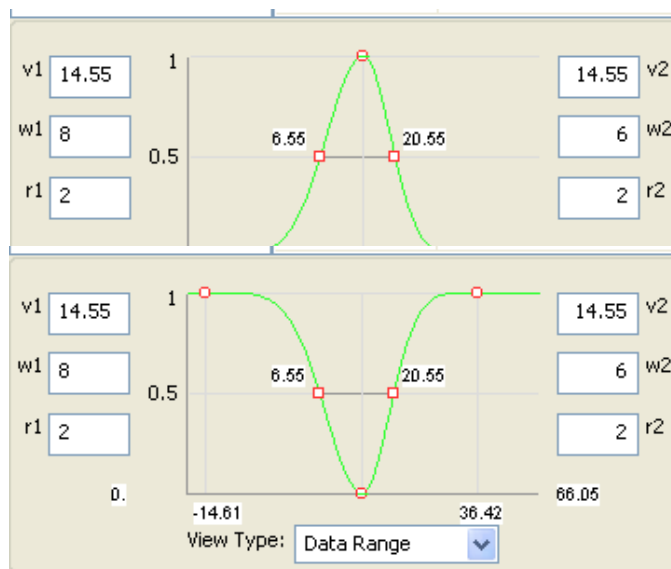 v1 14.55 1 14.55 v2
w1 8 6.55 20.55 6 w2
0.5
r1 2 2 r2
v1 14.55 1 14.55 v2
w1 8 6.55 20.55 6 w2
0.5
r1 2 2 r2
0. 66.05
-14.61 36.42
View Type: Data Range